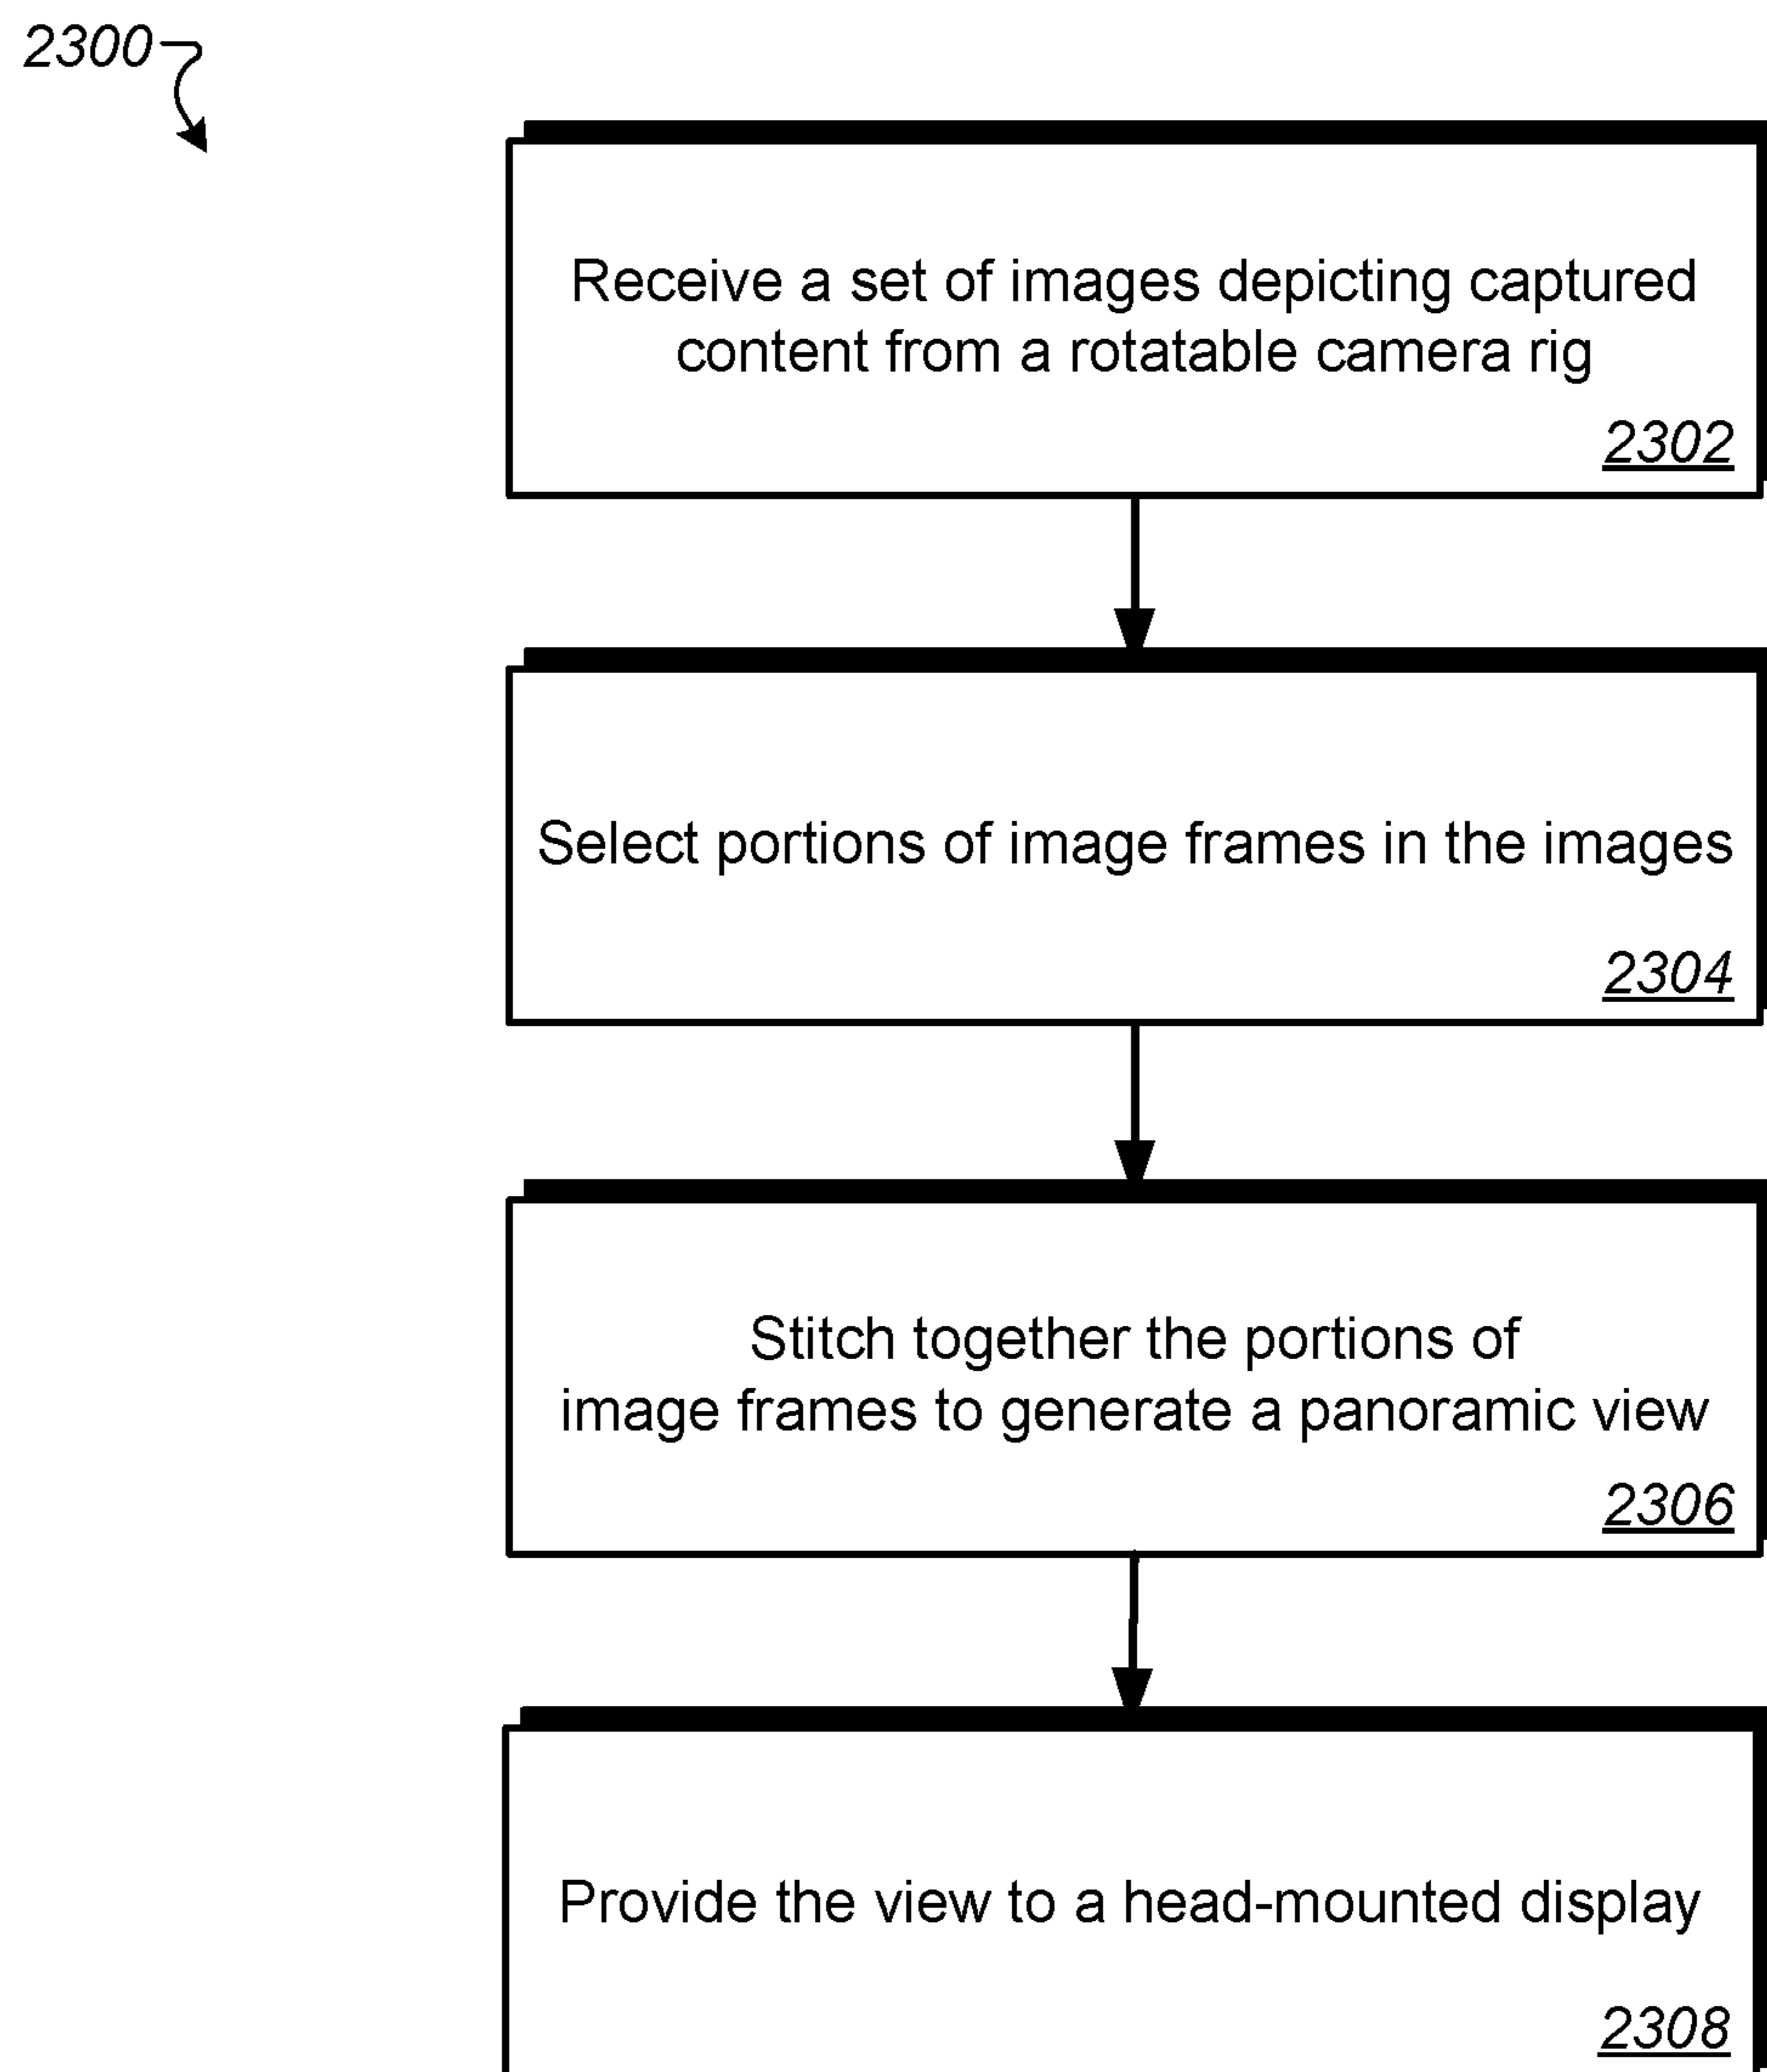 2300
Receive a set of images depicting captured
content from a rotatable camera rig
2302
Select portions of image frames in the images
2304
Stitch together the portions of
image frames to generate a panoramic view
2306
Provide the view to a head-mounted display
2308